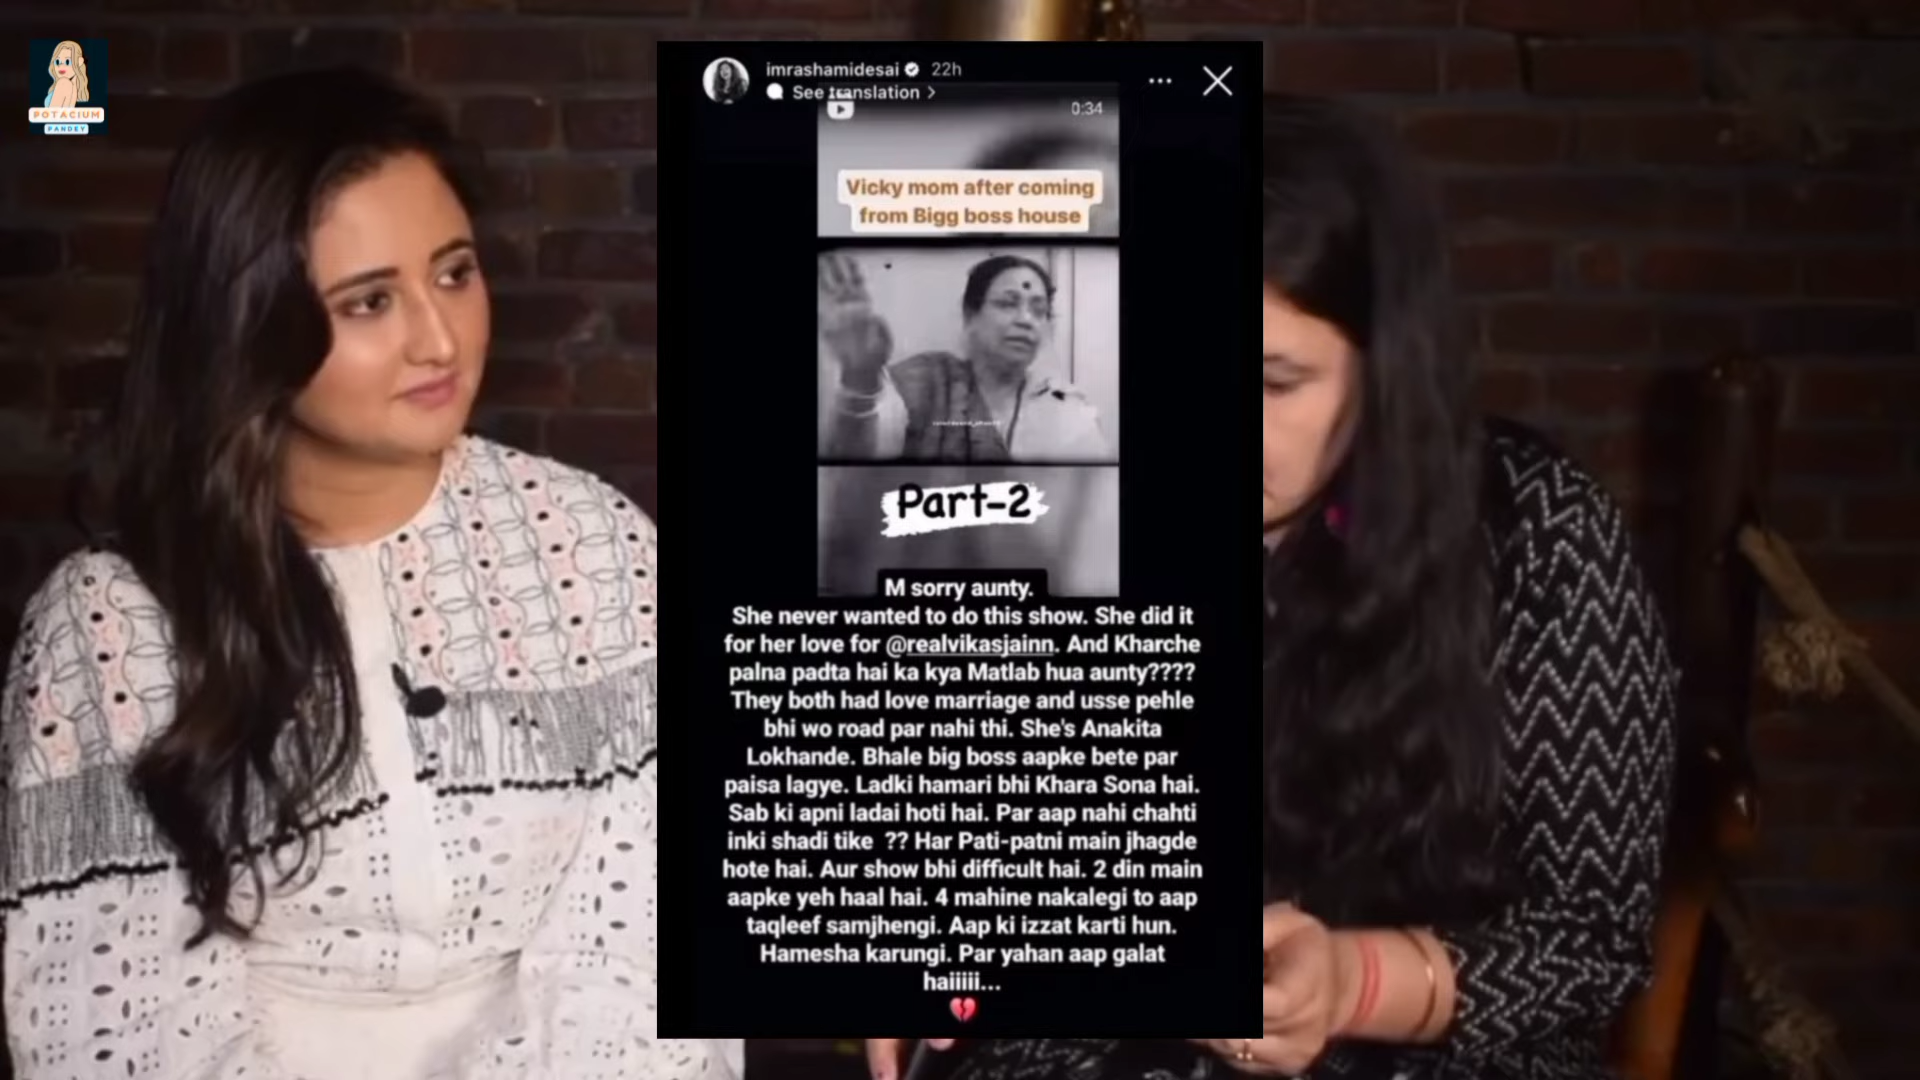 POTACIUM
PANDEY
imrashamidesai 22h
See translation >
0:34
Vicky mom after coming
from Bigg boss house
Part-2
M sorry aunty.
She never wanted to do this show. She did it
for her love for @realvikasjainn. And Kharche
palna padta hai ka kya Matlab hua aunty????
They both had love marriage and usse pehle
bhi wo road par nahi thi. She's Anakita
Lokhande. Bhale big boss aapke bete par
paisa lagye. Ladki hamari bhi Khara Sona hai.
Sab ki apni ladai hoti hai. Par aap nahi chahti
inki shadi tike ?? Har Pati-patni main jhagde
hote hai. Aur show bhi difficult hai. 2 din main
aapke yeh haal hai. 4 mahine nakalegi to aap
taqleef samjhengi. Aap ki izzat karti hun.
Hamesha karungi. Par yahan aap galat
haiiiii...